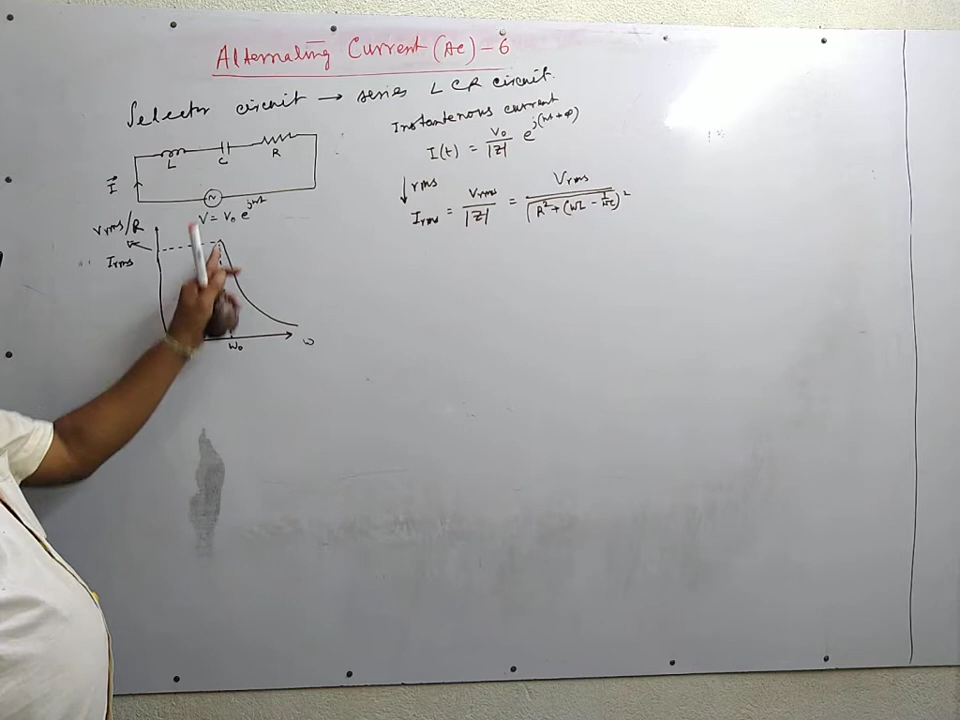 Alternating Current (AC) - 6
Selector circuit → series LCR circuit.
L C R
I⃗
V = V₀ e^jωt
Instantenous current
I(t) = V₀/|Z| e^j(ωt + φ)
↓ rms
Irms = Vrms/|Z| = Vrms/√R² + (ωL - 1/ωC)²
Vrms/R
Irms
ω₀
ω